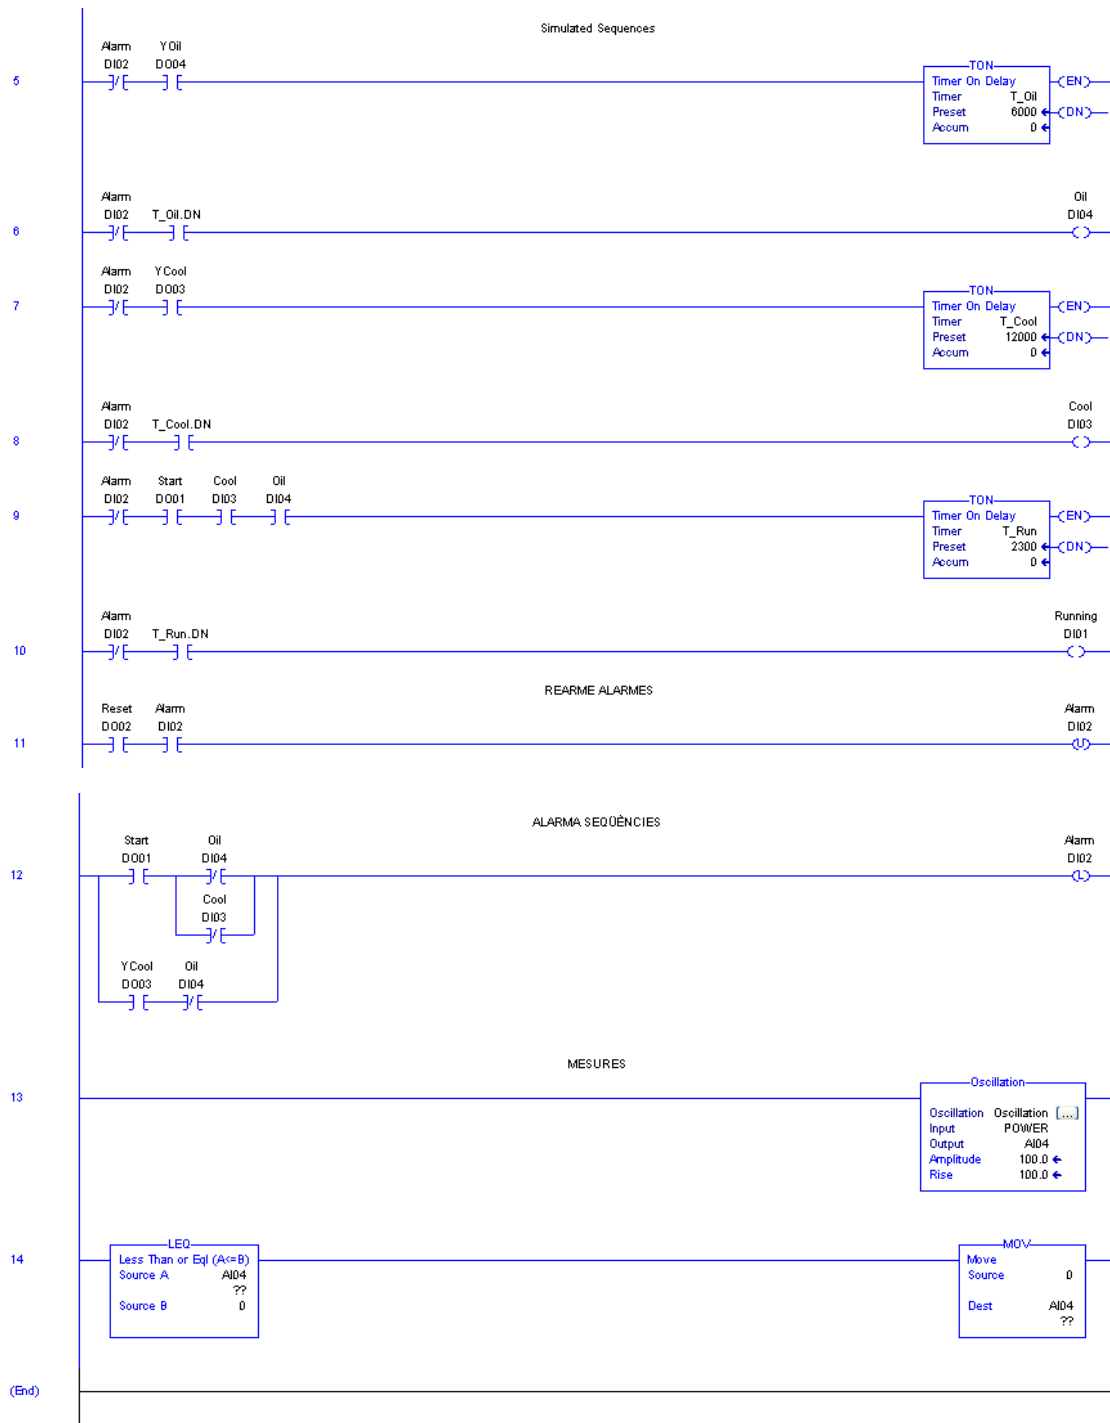 Simulated Sequences
Alarm YOil
DI02 DO04
5
TON
Timer On Delay
Timer T_Oil
Preset 6000
Accum 0
EN
DN
Alarm Oil
DI02 T_Oil.DN DI04
6
Alarm YCool
DI02 DO03
7
TON
Timer On Delay
Timer T_Cool
Preset 12000
Accum 0
EN
DN
Alarm Cool
DI02 T_Cool.DN DI03
8
Alarm Start Cool Oil
DI02 DO01 DI03 DI04
9
TON
Timer On Delay
Timer T_Run
Preset 2300
Accum 0
EN
DN
Alarm Running
DI02 T_Run.DN DI01
10
REARME ALARMES
Reset Alarm Alarm
DO02 DI02 DI02
11 U
ALARMA SEQÜÈNCIES
Start Oil Alarm
DO01 DI04 DI02
12 L
Cool
DI03
YCool Oil
DO03 DI04
MESURES
13
Oscillation
Oscillation Oscillation ...
Input POWER
Output AI04
Amplitude 100.0
Rise 100.0
14
LEQ
Less Than or Eql (A<=B)
Source A AI04
??
Source B 0
MOV
Move
Source 0
Dest AI04
??
(End)